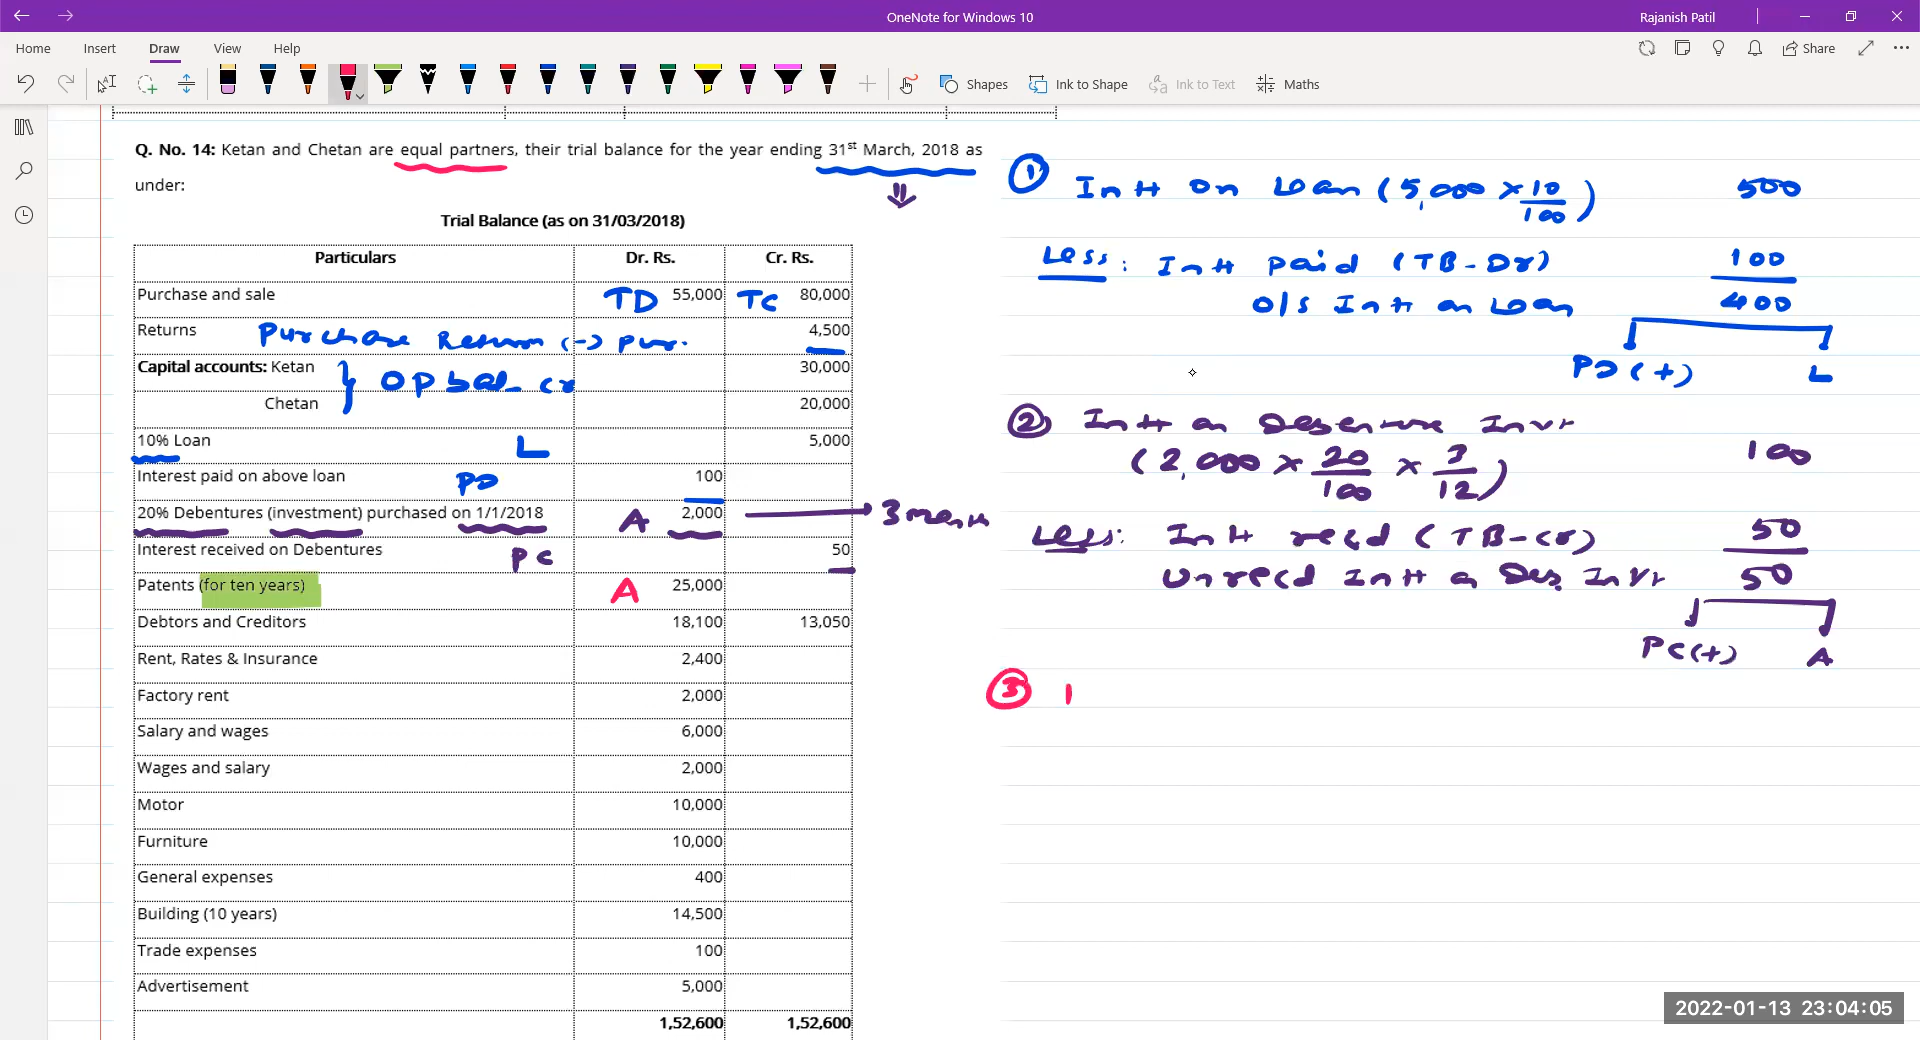 OneNote for Windows 10
Rajanish Patil
Home Insert Draw View Help
Share
Shapes Ink to Shape Ink to Text Maths
Q. No. 14: Ketan and Chetan are equal partners, their trial balance for the year ending 31st March, 2018 as
under:
Trial Balance (as on 31/03/2018)
Particulars Dr. Rs. Cr. Rs.
Purchase and sale TD 55,000 TC 80,000
Returns Purchase Return (-) pur. 4,500
Capital accounts: Ketan 30,000
Op bal - cr
Chetan 20,000
10% Loan L 5,000
Interest paid on above loan PD 100
20% Debentures (investment) purchased on 1/1/2018 A 2,000 3 month
Interest received on Debentures PC 50
Patents (for ten years) A 25,000
Debtors and Creditors 18,100 13,050
Rent, Rates & Insurance 2,400
Factory rent 2,000
Salary and wages 6,000
Wages and salary 2,000
Motor 10,000
Furniture 10,000
General expenses 400
Building (10 years) 14,500
Trade expenses 100
Advertisement 5,000
1,52,600 1,52,600
① Intt on Loan (5,000 × 10/100) 500
Less: Intt paid (TB-Dr) 100
O/S Intt on Loan 400
PD (+) L
② Intt on Debenture Invt
(2,000 × 20/100 × 3/12) 100
Less: Intt recd (TB-cr) 50
Unrecd Intt on Deb. Invt 50
PC(+) A
③
2022-01-13 23:04:05